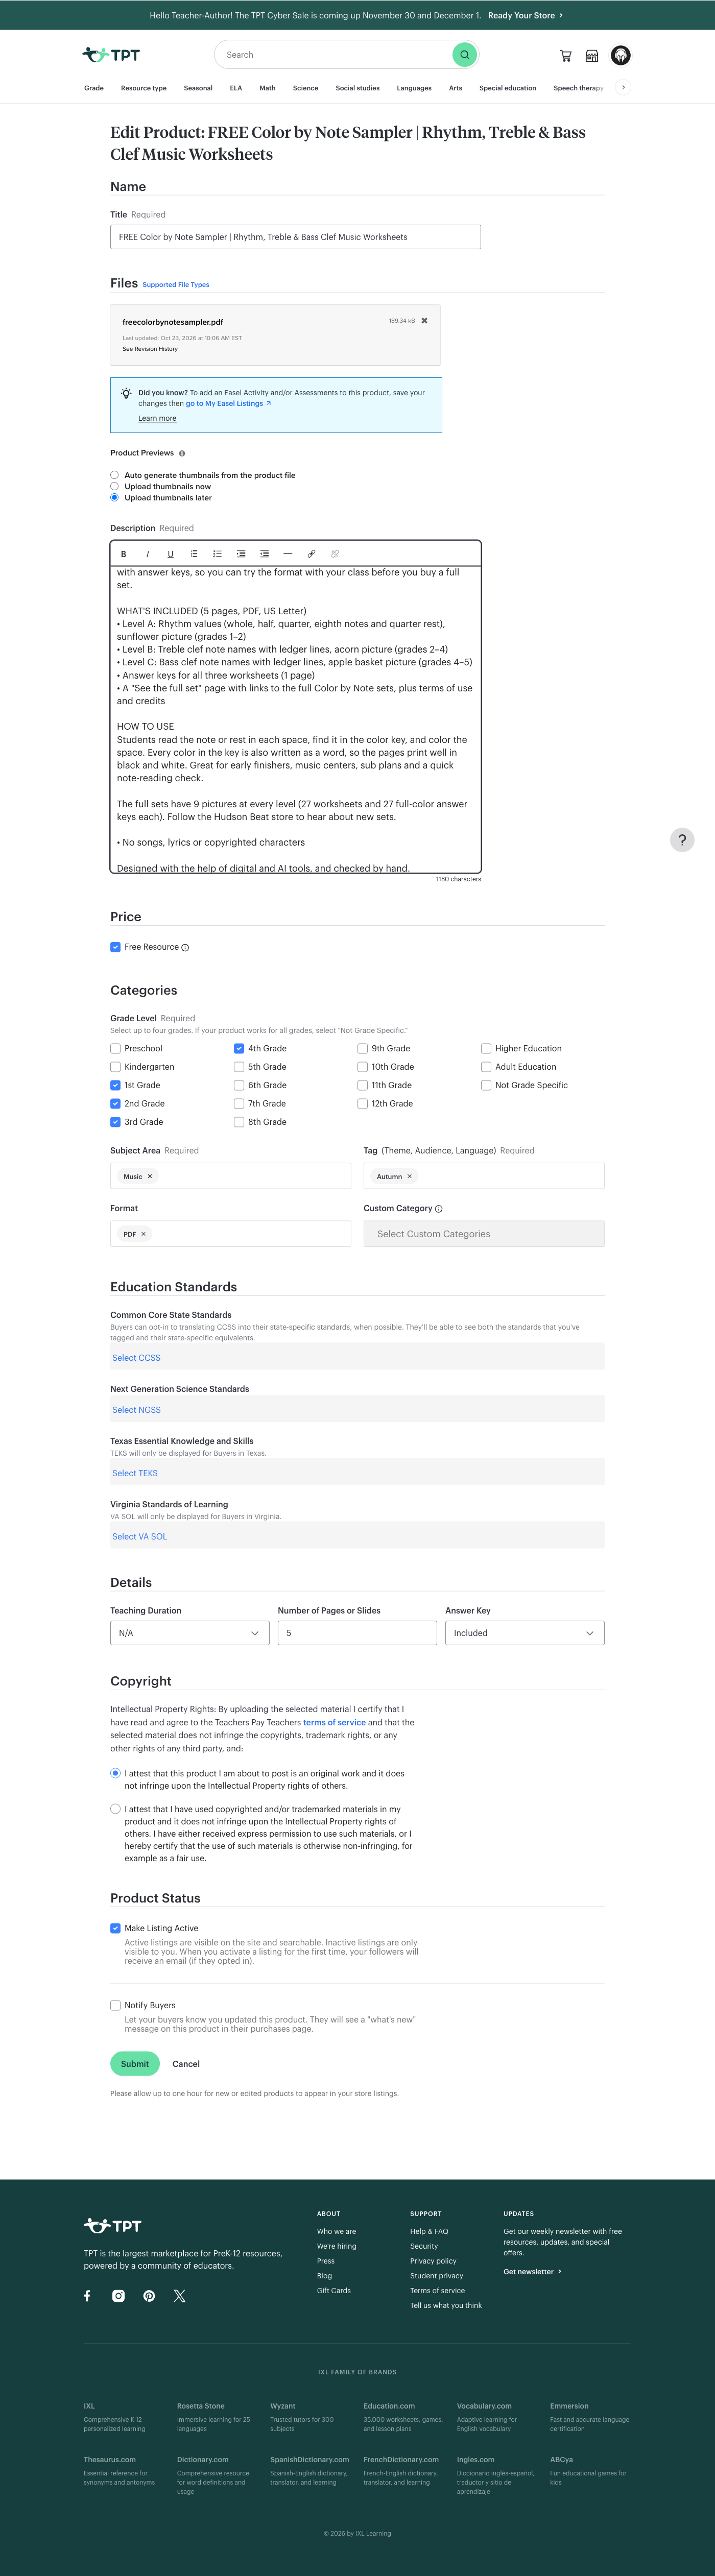 Hello Teacher-Author! The TPT Cyber Sale is coming up November 30 and December 1. Ready Your Store
TPT
Search
Grade Resource type Seasonal ELA Math Science Social studies Languages Arts Special education Speech therapy
Edit Product: FREE Color by Note Sampler | Rhythm, Treble & Bass
Clef Music Worksheets
Name
Title Required
FREE Color by Note Sampler | Rhythm, Treble & Bass Clef Music Worksheets
Files Supported File Types
freecolorbynotesampler.pdf 189.34 kB
Last updated: Oct 23, 2026 at 10:06 AM EST
See Revision History
Did you know? To add an Easel Activity and/or Assessments to this product, save your
changes then go to My Easel Listings
Learn more
Product Previews
Auto generate thumbnails from the product file
Upload thumbnails now
Upload thumbnails later
Description Required
B I U
with answer keys, so you can try the format with your class before you buy a full
set.
WHAT'S INCLUDED (5 pages, PDF, US Letter)
• Level A: Rhythm values (whole, half, quarter, eighth notes and quarter rest),
sunflower picture (grades 1–2)
• Level B: Treble clef note names with ledger lines, acorn picture (grades 2–4)
• Level C: Bass clef note names with ledger lines, apple basket picture (grades 4–5)
• Answer keys for all three worksheets (1 page)
• A "See the full set" page with links to the full Color by Note sets, plus terms of use
and credits
HOW TO USE
Students read the note or rest in each space, find it in the color key, and color the
space. Every color in the key is also written as a word, so the pages print well in
black and white. Great for early finishers, music centers, sub plans and a quick
note-reading check.
The full sets have 9 pictures at every level (27 worksheets and 27 full-color answer
keys each). Follow the Hudson Beat store to hear about new sets.
• No songs, lyrics or copyrighted characters
Designed with the help of digital and AI tools, and checked by hand.
1180 characters
?
Price
Free Resource
Categories
Grade Level Required
Select up to four grades. If your product works for all grades, select "Not Grade Specific."
Preschool 4th Grade 9th Grade Higher Education
Kindergarten 5th Grade 10th Grade Adult Education
1st Grade 6th Grade 11th Grade Not Grade Specific
2nd Grade 7th Grade 12th Grade
3rd Grade 8th Grade
Subject Area Required Tag (Theme, Audience, Language) Required
Music Autumn
Format Custom Category
PDF Select Custom Categories
Education Standards
Common Core State Standards
Buyers can opt-in to translating CCSS into their state-specific standards, when possible. They'll be able to see both the standards that you've
tagged and their state-specific equivalents.
Select CCSS
Next Generation Science Standards
Select NGSS
Texas Essential Knowledge and Skills
TEKS will only be displayed for Buyers in Texas.
Select TEKS
Virginia Standards of Learning
VA SOL will only be displayed for Buyers in Virginia.
Select VA SOL
Details
Teaching Duration Number of Pages or Slides Answer Key
N/A 5 Included
Copyright
Intellectual Property Rights: By uploading the selected material I certify that I
have read and agree to the Teachers Pay Teachers terms of service and that the
selected material does not infringe the copyrights, trademark rights, or any
other rights of any third party, and:
I attest that this product I am about to post is an original work and it does
not infringe upon the Intellectual Property rights of others.
I attest that I have used copyrighted and/or trademarked materials in my
product and it does not infringe upon the Intellectual Property rights of
others. I have either received express permission to use such materials, or I
hereby certify that the use of such materials is otherwise non-infringing, for
example as a fair use.
Product Status
Make Listing Active
Active listings are visible on the site and searchable. Inactive listings are only
visible to you. When you activate a listing for the first time, your followers will
receive an email (if they opted in).
Notify Buyers
Let your buyers know you updated this product. They will see a "what's new"
message on this product in their purchases page.
Submit Cancel
Please allow up to one hour for new or edited products to appear in your store listings.
TPT
TPT is the largest marketplace for PreK-12 resources,
powered by a community of educators.
ABOUT
Who we are
We're hiring
Press
Blog
Gift Cards
SUPPORT
Help & FAQ
Security
Privacy policy
Student privacy
Terms of service
Tell us what you think
UPDATES
Get our weekly newsletter with free
resources, updates, and special
offers.
Get newsletter
IXL FAMILY OF BRANDS
IXL
Comprehensive K-12
personalized learning
Rosetta Stone
Immersive learning for 25
languages
Wyzant
Trusted tutors for 300
subjects
Education.com
35,000 worksheets, games,
and lesson plans
Vocabulary.com
Adaptive learning for
English vocabulary
Emmersion
Fast and accurate language
certification
Thesaurus.com
Essential reference for
synonyms and antonyms
Dictionary.com
Comprehensive resource
for word definitions and
usage
SpanishDictionary.com
Spanish-English dictionary,
translator, and learning
FrenchDictionary.com
French-English dictionary,
translator, and learning
Ingles.com
Diccionario inglés-español,
traductor y sitio de
aprendizaje
ABCya
Fun educational games for
kids
© 2026 by IXL Learning